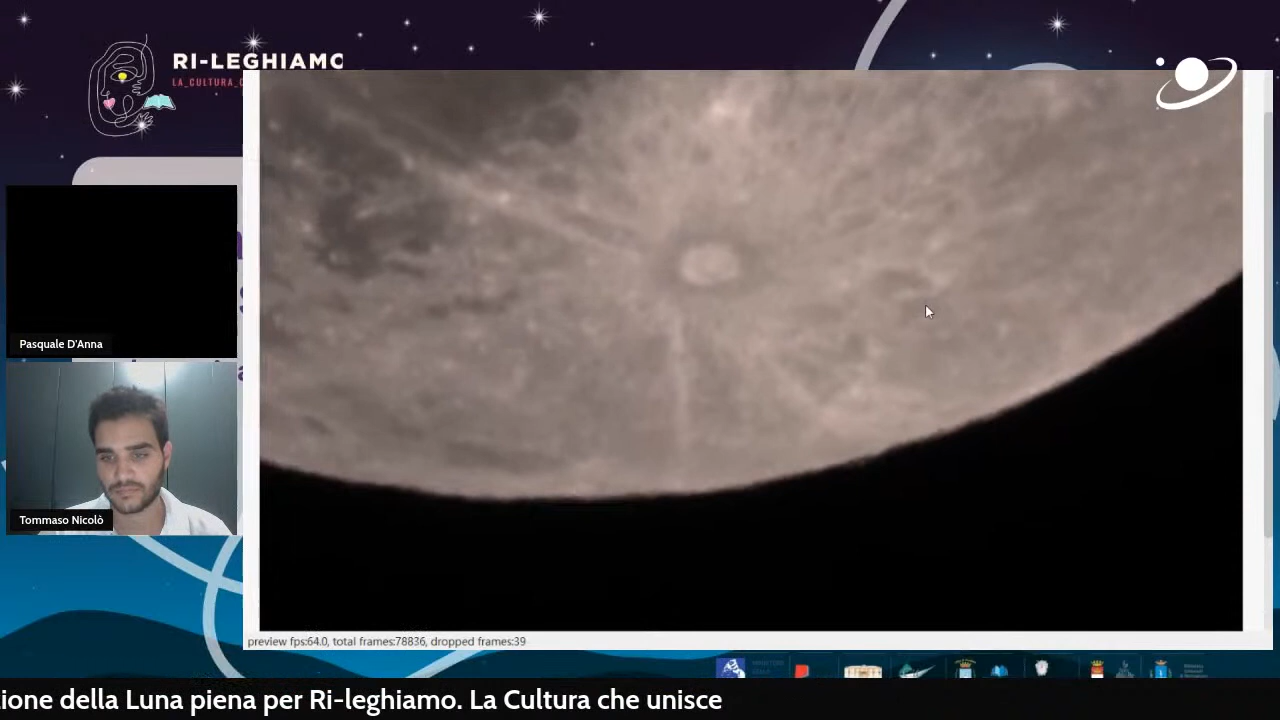 RI-LEGHIAMO
LA_CULTURA_C
Pasquale D'Anna
Tommaso Nicolò
preview fps:64.0, total frames:78836, dropped frames:39
ione della Luna piena per Ri-leghiamo. La Cultura che unisce